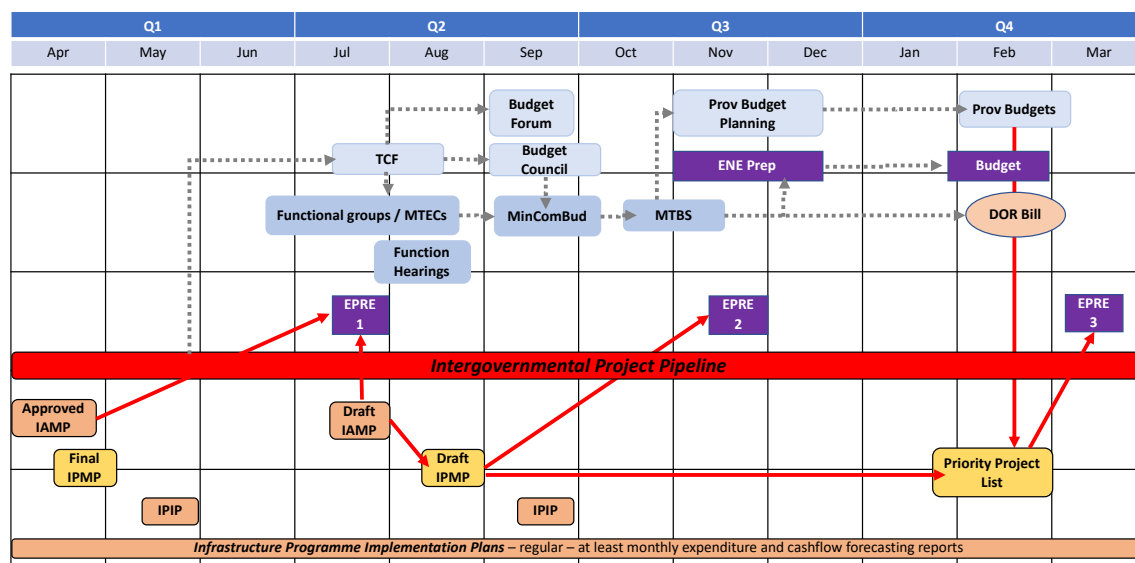 Q1 Q2 Q3 Q4
Apr May Jun Jul Aug Sep Oct Nov Dec Jan Feb Mar
Budget
Forum
Prov Budget
Planning
Prov Budgets
TCF
Budget
Council
ENE Prep
Budget
Functional groups / MTECs
MinComBud
MTBS
DOR Bill
Function
Hearings
EPRE
1
EPRE
2
EPRE
3
Intergovernmental Project Pipeline
Approved
IAMP
Draft
IAMP
Final
IPMP
Draft
IPMP
Priority Project
List
IPIP
IPIP
Infrastructure Programme Implementation Plans – regular – at least monthly expenditure and cashflow forecasting reports